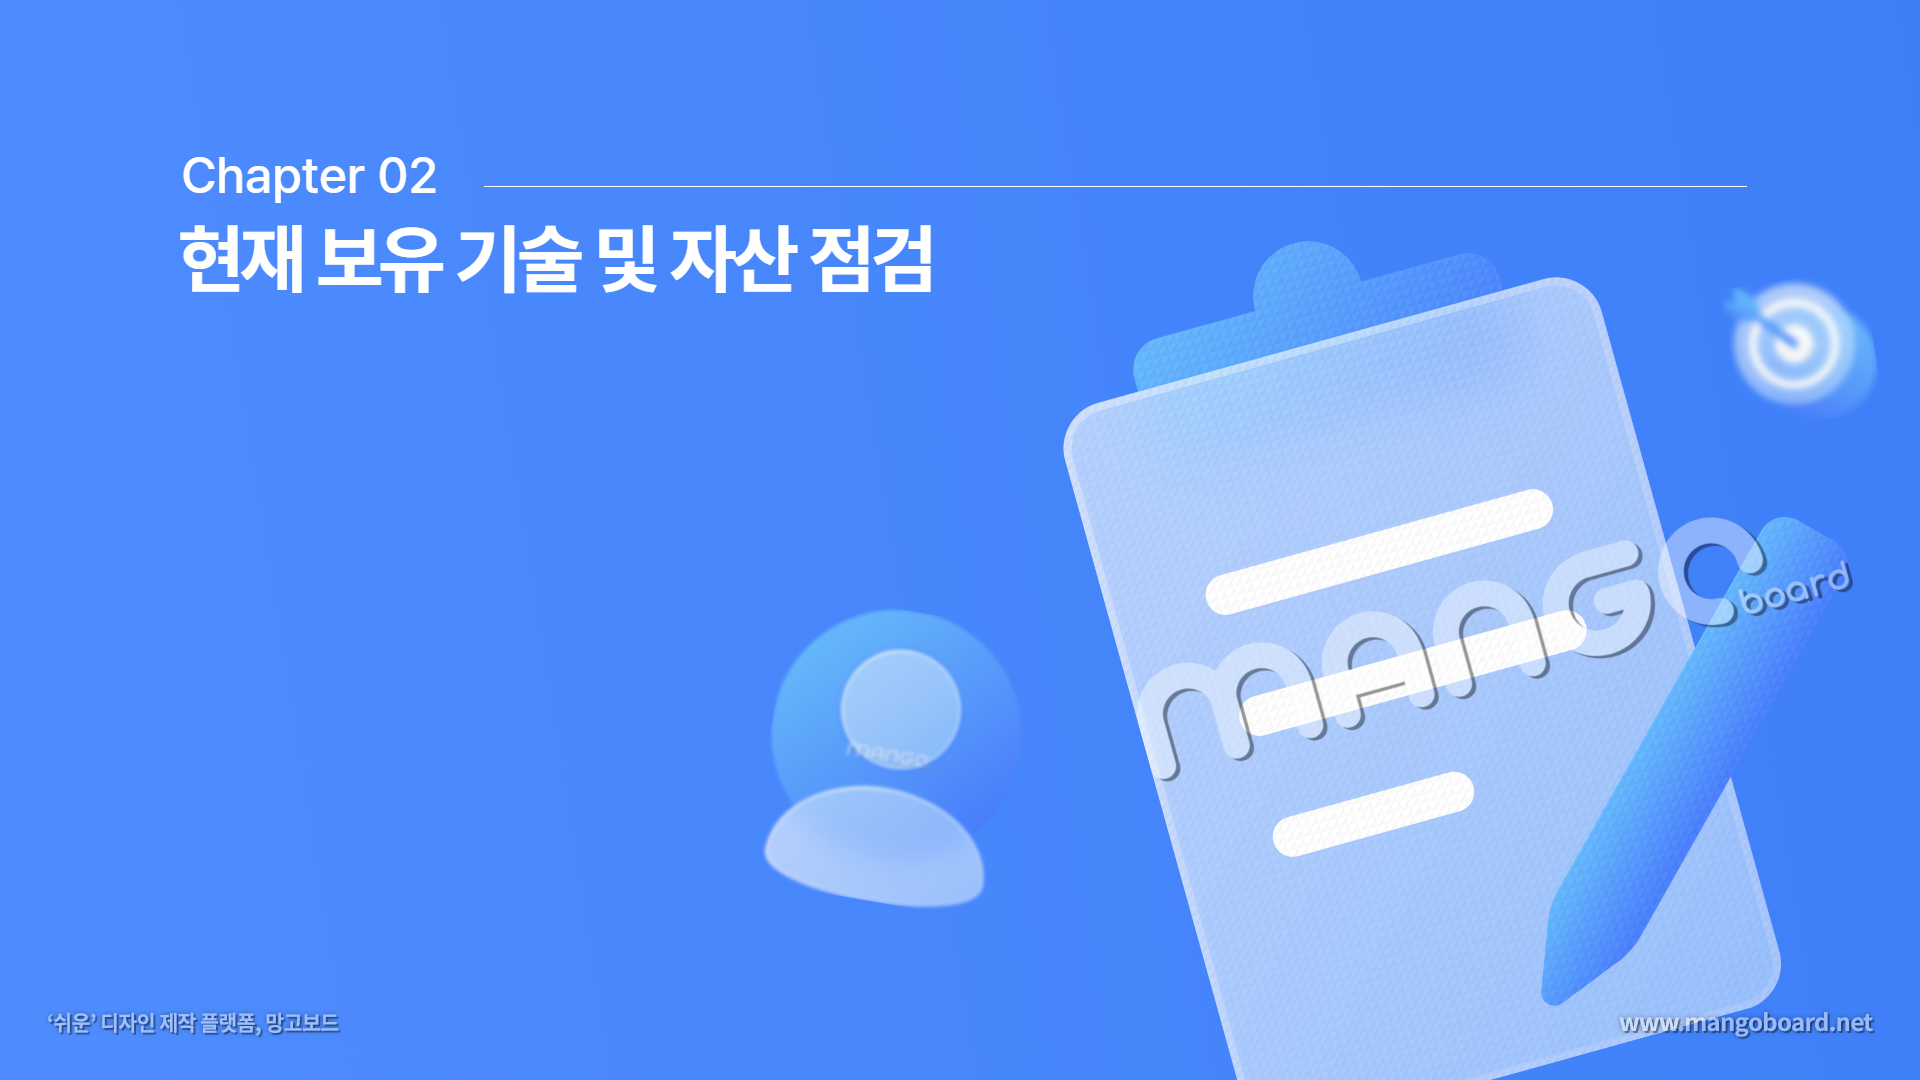 Chapter 02
현재 보유 기술 및 자산 점검
mango
board
mango
‘쉬운’ 디자인 제작 플랫폼, 망고보드
www.mangoboard.net